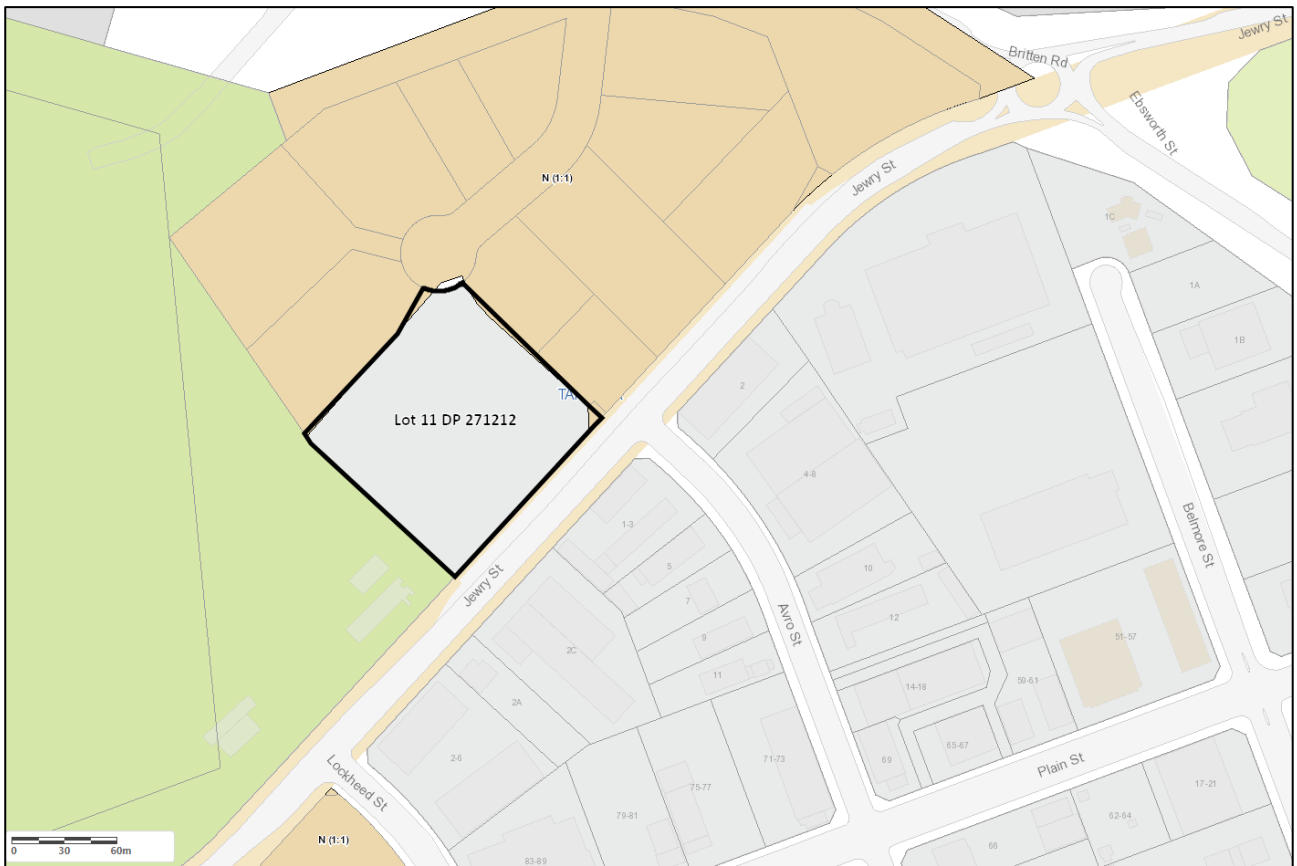 Jewry St
Britten Rd
Ebsworth St
N (1:1)
Jewry St
1C
1A
1B
Lot 11 DP 271212
2
4-8
1-3
5
7
9
11
10
12
Belmore St
Avro St
Jewry St
2C
2A
2-6
14-18
59-61
51-57
69
65-67
71-73
75-77
79-81
83-89
Plain St
17-21
62-64
66
Lockheed St
N (1:1)
0 30 60m